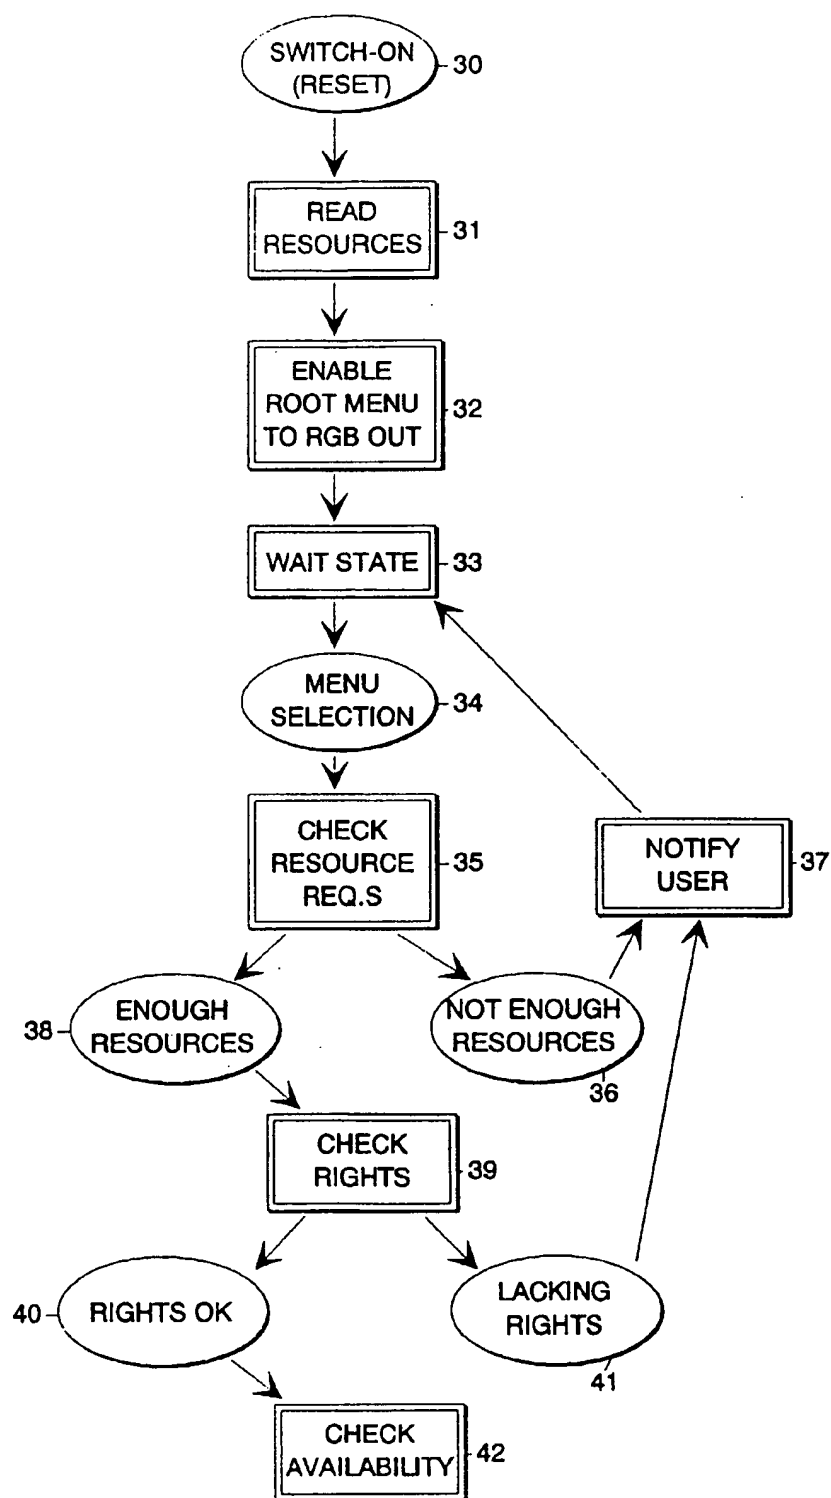 SWITCH-ON
(RESET)
30
READ
RESOURCES
31
ENABLE
ROOT MENU
TO RGB OUT
32
WAIT STATE
33
MENU
SELECTION
34
CHECK
RESOURCE
REQ.S
35
NOTIFY
USER
37
38
ENOUGH
RESOURCES
NOT ENOUGH
RESOURCES
36
CHECK
RIGHTS
39
40
RIGHTS OK
LACKING
RIGHTS
41
CHECK
AVAILABILITY
42